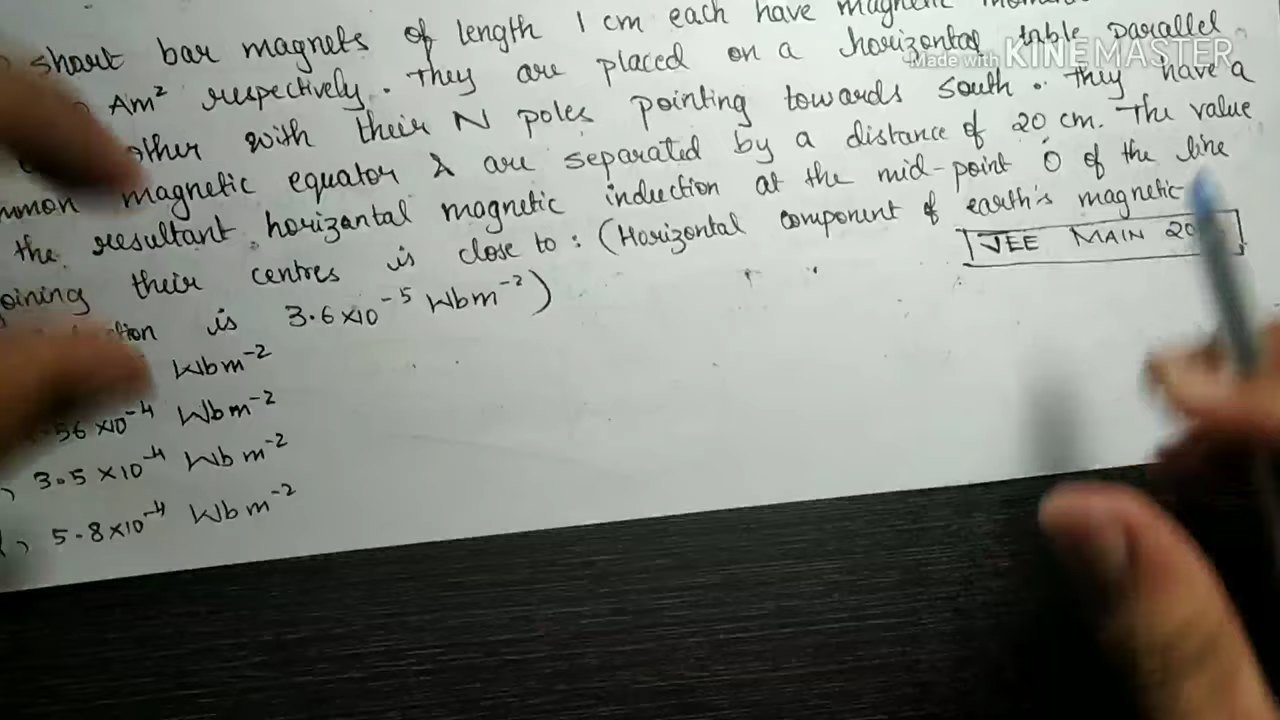 short bar magnets of length 1 cm each have magnetic
Am² respectively. They are placed on a horizontal table parallel
other with their N poles pointing towards south. They have a
magnetic equator & are separated by a distance of 20 cm. The value
the resultant horizontal magnetic induction at the mid-point O of the line
their centres is close to: (Horizontal component of earth's magnetic
is 3.6×10⁻⁵ Wbm⁻²)
JEE MAIN 20
Wbm⁻²
56×10⁻⁴ Wbm⁻²
3.5×10⁻⁴ Wbm⁻²
5.8×10⁻⁴ Wbm⁻²
Made with KINEMASTER